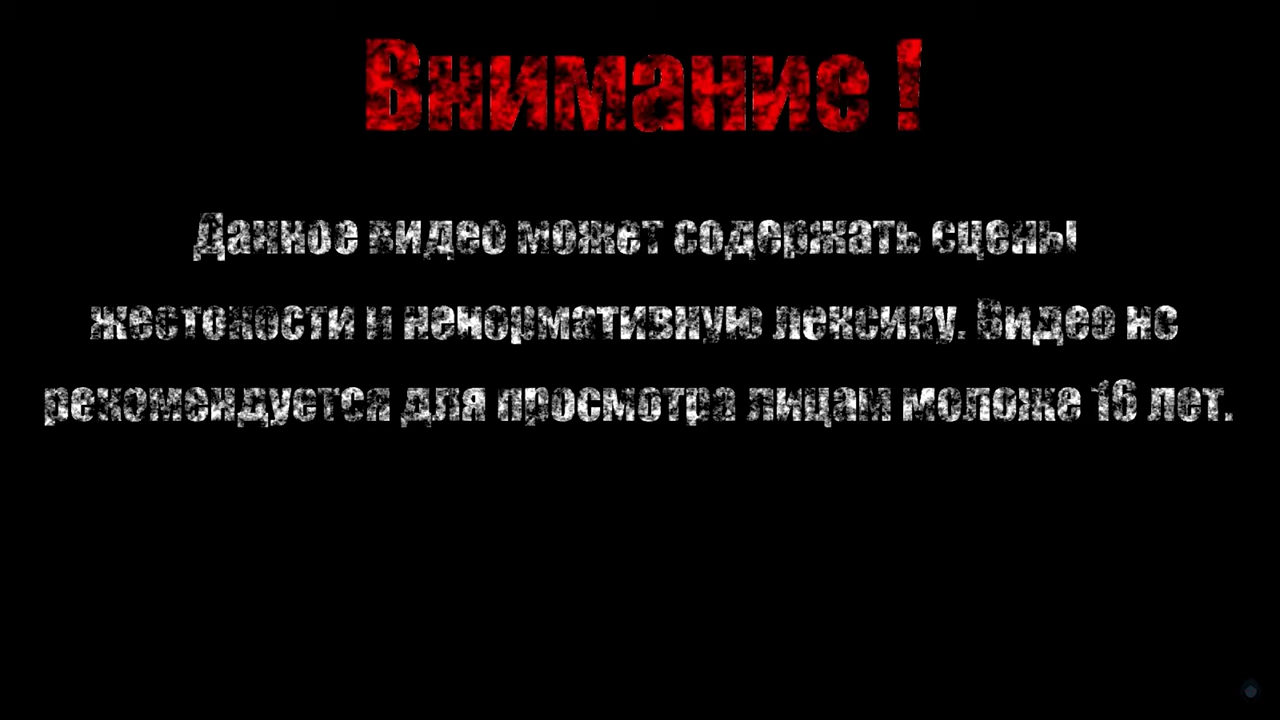 Внимание !
Данное видео может содержать сцены
жестокости и ненормативную лексику. Видео не
рекомендуется для просмотра лицам моложе 16 лет.